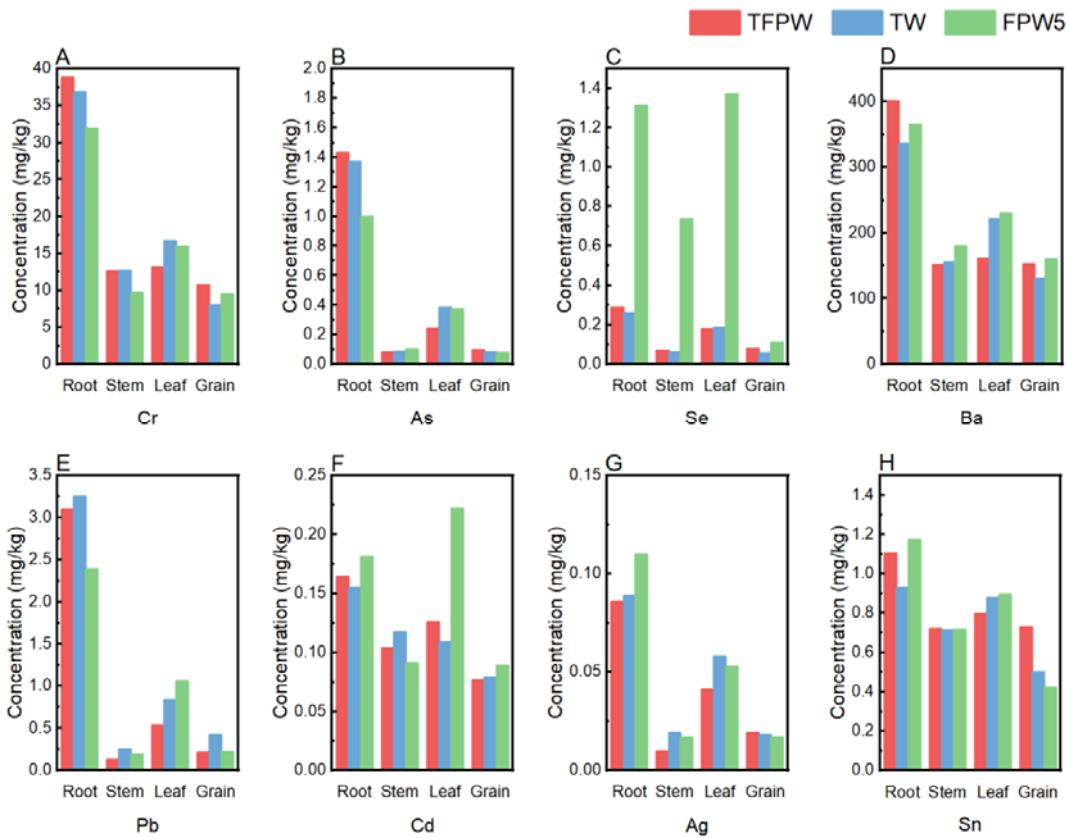 TFPW TW FPW5
A B C D
40 2.0 1.4 400
35 1.8 1.2 300
30 1.6 1.0 200
25 1.4 0.8 100
20 1.2 0.6 0
15 1.0 0.4
10 0.8 0.2
5 0.6 0.0
0 0.4
0.2
0.0
Concentration (mg/kg) Concentration (mg/kg) Concentration (mg/kg) Concentration (mg/kg)
Root Stem Leaf Grain Root Stem Leaf Grain Root Stem Leaf Grain Root Stem Leaf Grain
Cr As Se Ba
E F G H
3.5 0.25 0.15 1.4
3.0 0.20 0.10 1.2
2.5 0.15 0.05 1.0
2.0 0.10 0.00 0.8
1.5 0.05 0.6
1.0 0.00 0.4
0.5 0.2
0.0 0.0
Concentration (mg/kg) Concentration (mg/kg) Concentration (mg/kg) Concentration (mg/kg)
Root Stem Leaf Grain Root Stem Leaf Grain Root Stem Leaf Grain Root Stem Leaf Grain
Pb Cd Ag Sn